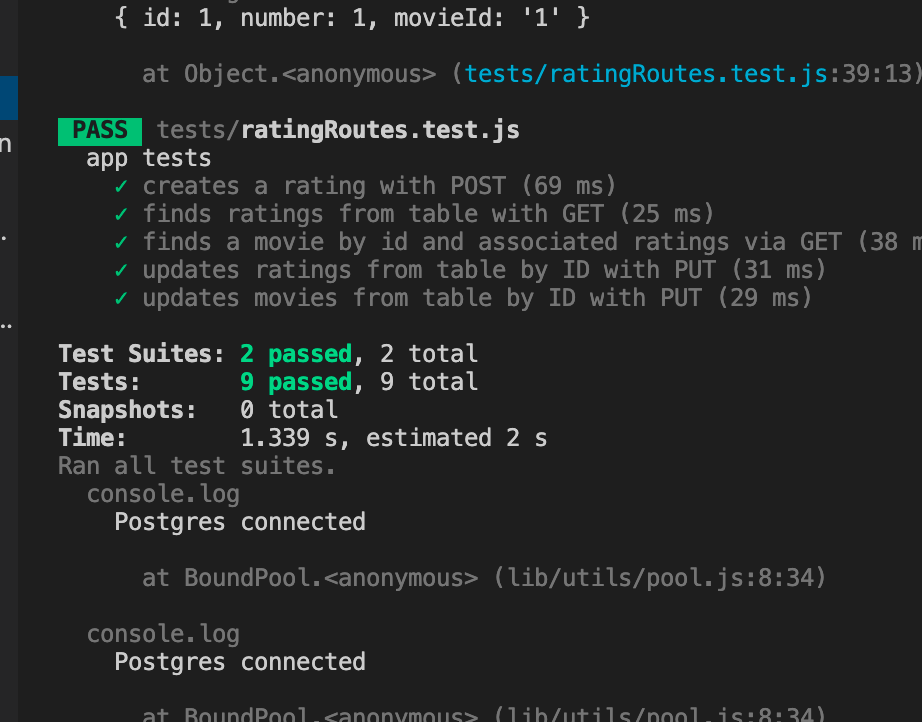 { id: 1, number: 1, movieId: '1' }
at Object.<anonymous> (tests/ratingRoutes.test.js:39:13)
n
PASS tests/ratingRoutes.test.js
app tests
✓ creates a rating with POST (69 ms)
.
✓ finds ratings from table with GET (25 ms)
✓ finds a movie by id and associated ratings via GET (38 m
✓ updates ratings from table by ID with PUT (31 ms)
✓ updates movies from table by ID with PUT (29 ms)
..
Test Suites: 2 passed, 2 total
Tests: 9 passed, 9 total
Snapshots: 0 total
Time: 1.339 s, estimated 2 s
Ran all test suites.
console.log
Postgres connected
at BoundPool.<anonymous> (lib/utils/pool.js:8:34)
console.log
Postgres connected
at BoundPool.<anonymous> (lib/utils/pool.js:8:34)